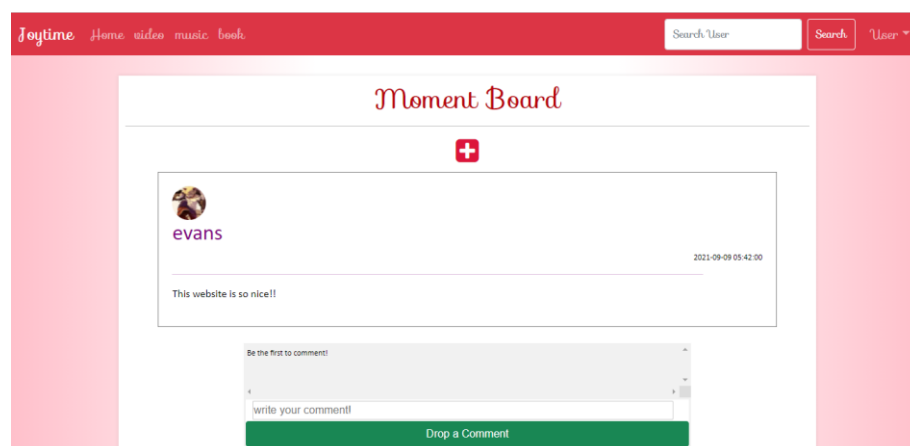 Joytime Home video music book Search User Search User
Moment Board
evans
2021-09-09 05:42:00
This website is so nice!!
Be the first to comment!
write your comment!
Drop a Comment